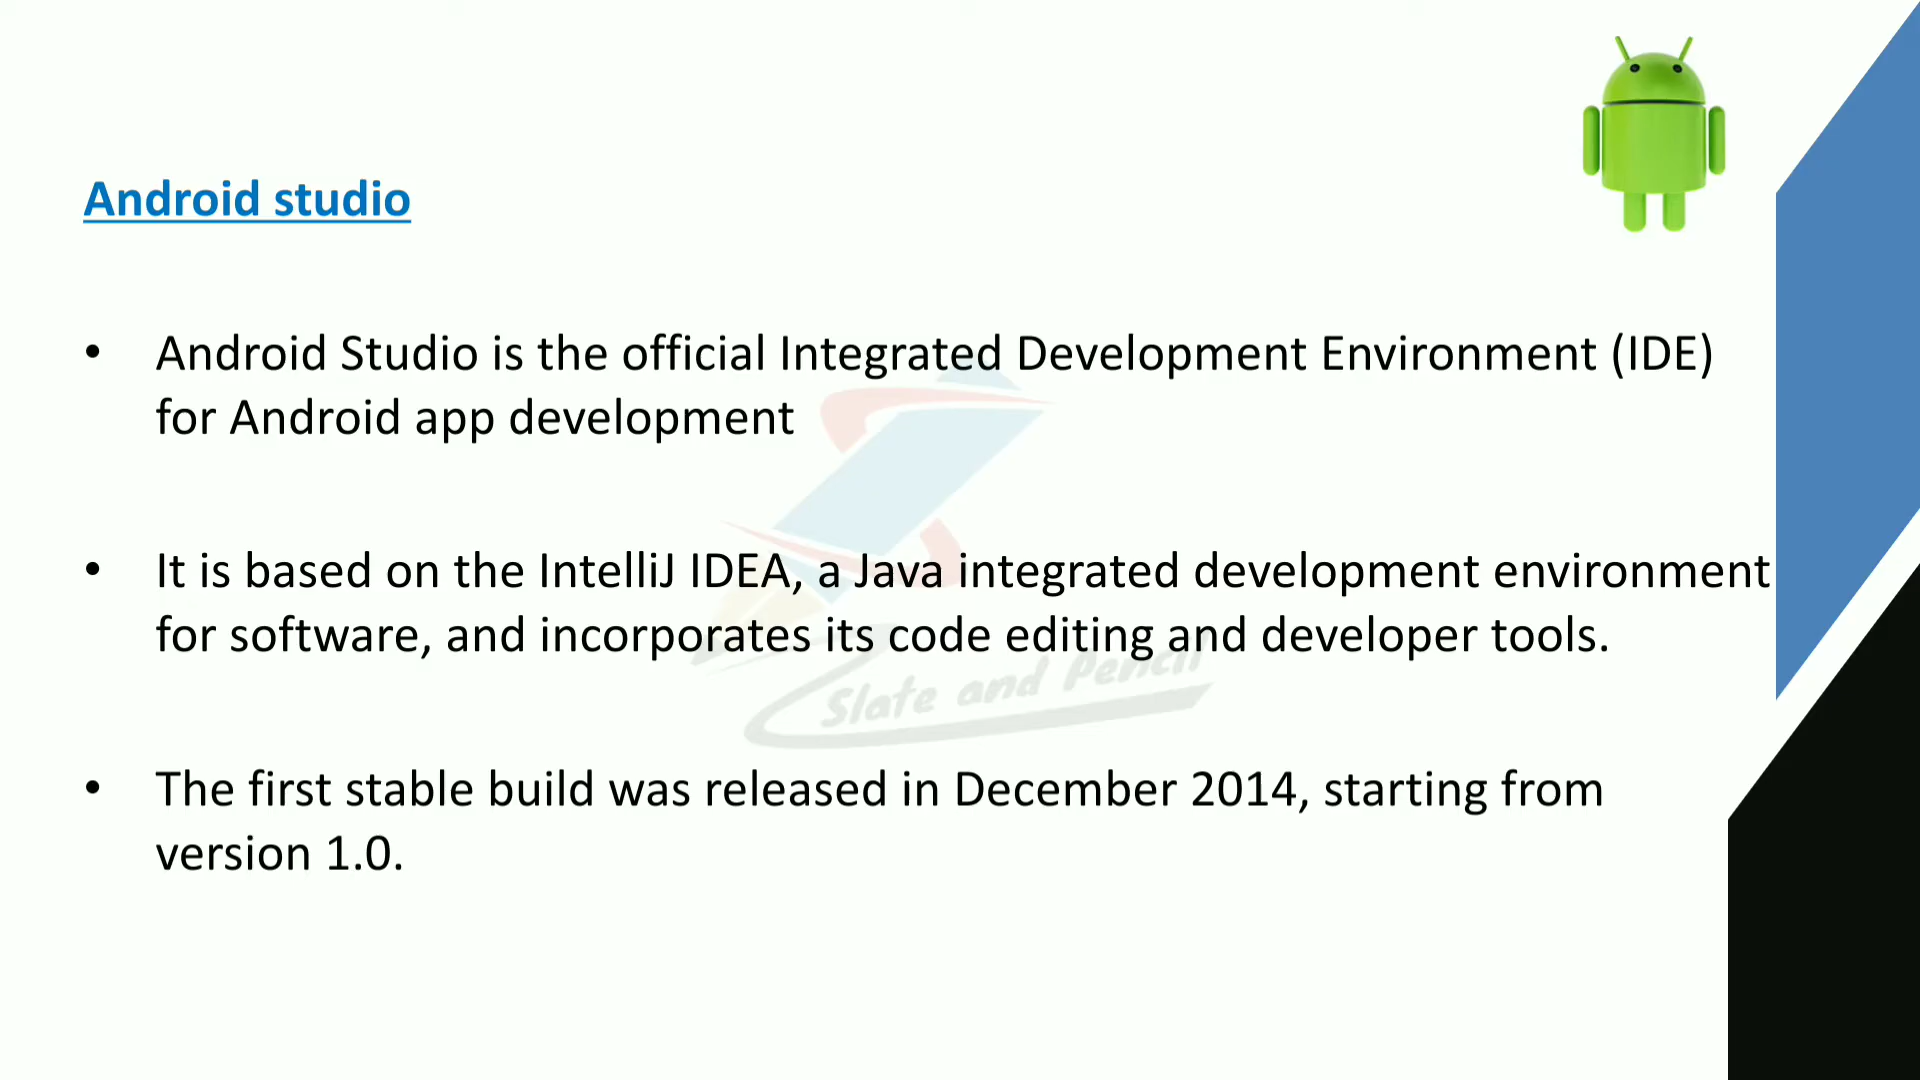 Android studio
• Android Studio is the official Integrated Development Environment (IDE)
for Android app development
• It is based on the IntelliJ IDEA, a Java integrated development environment
for software, and incorporates its code editing and developer tools.
Slate and Pencil
• The first stable build was released in December 2014, starting from
version 1.0.